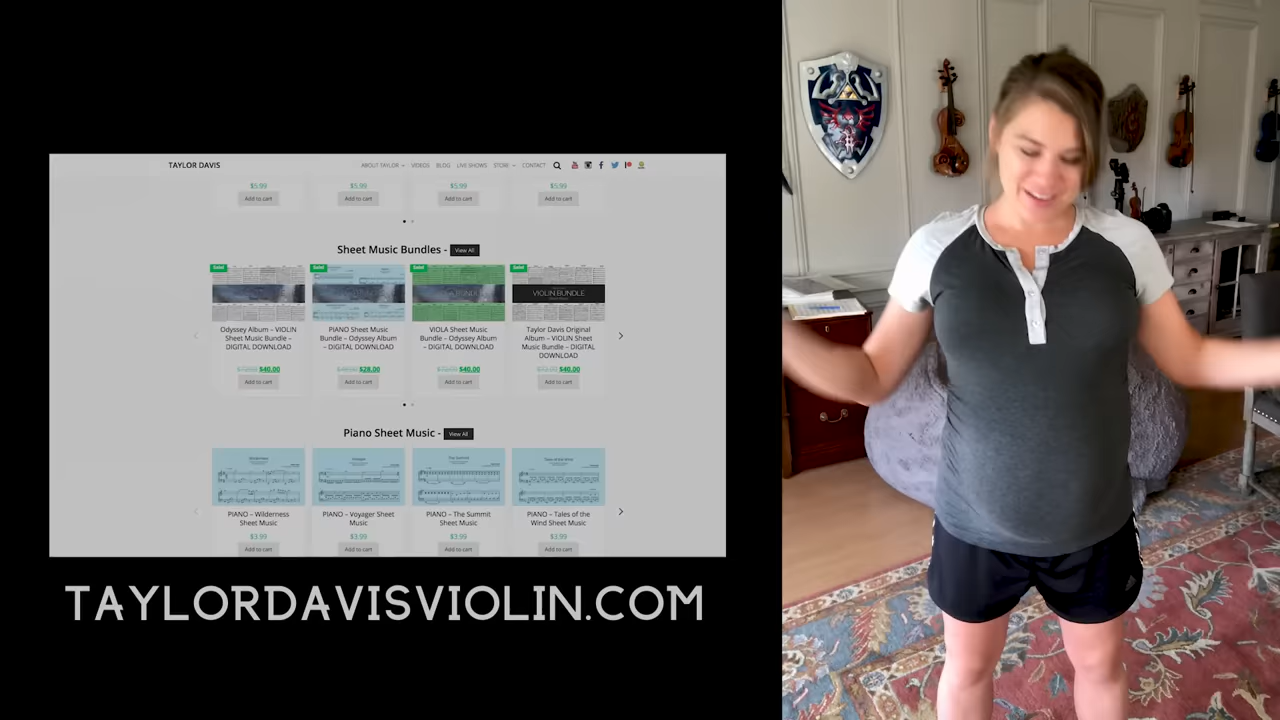 TAYLOR DAVIS
ABOUT TAYLOR VIDEOS BLOG LIVE SHOWS STORE CONTACT
$5.99 $5.99 $5.99 $5.99
Add to cart Add to cart Add to cart Add to cart
Sheet Music Bundles - View All
Sale! Sale! Sale! Sale!
VIOLIN BUNDLE
Odyssey Album – VIOLIN Sheet Music Bundle – DIGITAL DOWNLOAD
$40.00
Add to cart
PIANO Sheet Music Bundle – Odyssey Album – DIGITAL DOWNLOAD
$28.00
Add to cart
VIOLA Sheet Music Bundle – Odyssey Album – DIGITAL DOWNLOAD
$40.00
Add to cart
Taylor Davis Original Album – VIOLIN Sheet Music Bundle – DIGITAL DOWNLOAD
$40.00
Add to cart
Piano Sheet Music - View All
PIANO – Wilderness Sheet Music
$3.99
Add to cart
PIANO – Voyager Sheet Music
$3.99
Add to cart
PIANO – The Summit Sheet Music
$3.99
Add to cart
PIANO – Tales of the Wind Sheet Music
$3.99
Add to cart
TAYLORDAVISVIOLIN.COM